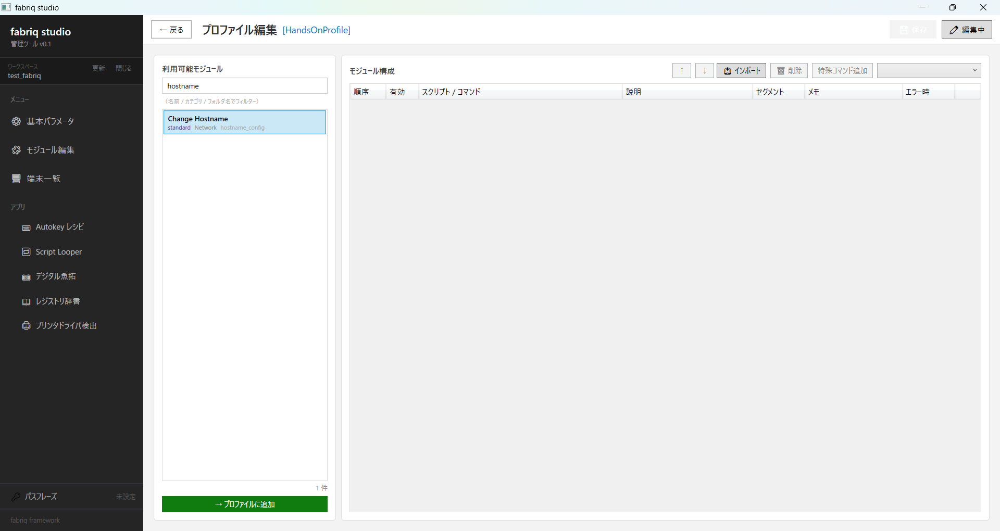 fabriq studio
fabriq studio
管理ツール v0.1
ワークスペース
test_fabriq
更新
閉じる
メニュー
基本パラメータ
モジュール編集
端末一覧
アプリ
Autokey レシピ
Script Looper
デジタル魚拓
レジストリ辞書
プリンタドライバ検出
パスフレーズ
未設定
fabriq framework
← 戻る
プロファイル編集 [HandsOnProfile]
保存
編集中
利用可能モジュール
hostname
(名前 / カテゴリ / フォルダ名でフィルター)
Change Hostname
standard Network hostname_config
1 件
→ プロファイルに追加
モジュール構成
↑
↓
インポート
削除
特殊コマンド追加
順序 有効 スクリプト / コマンド 説明 セグメント メモ エラー時